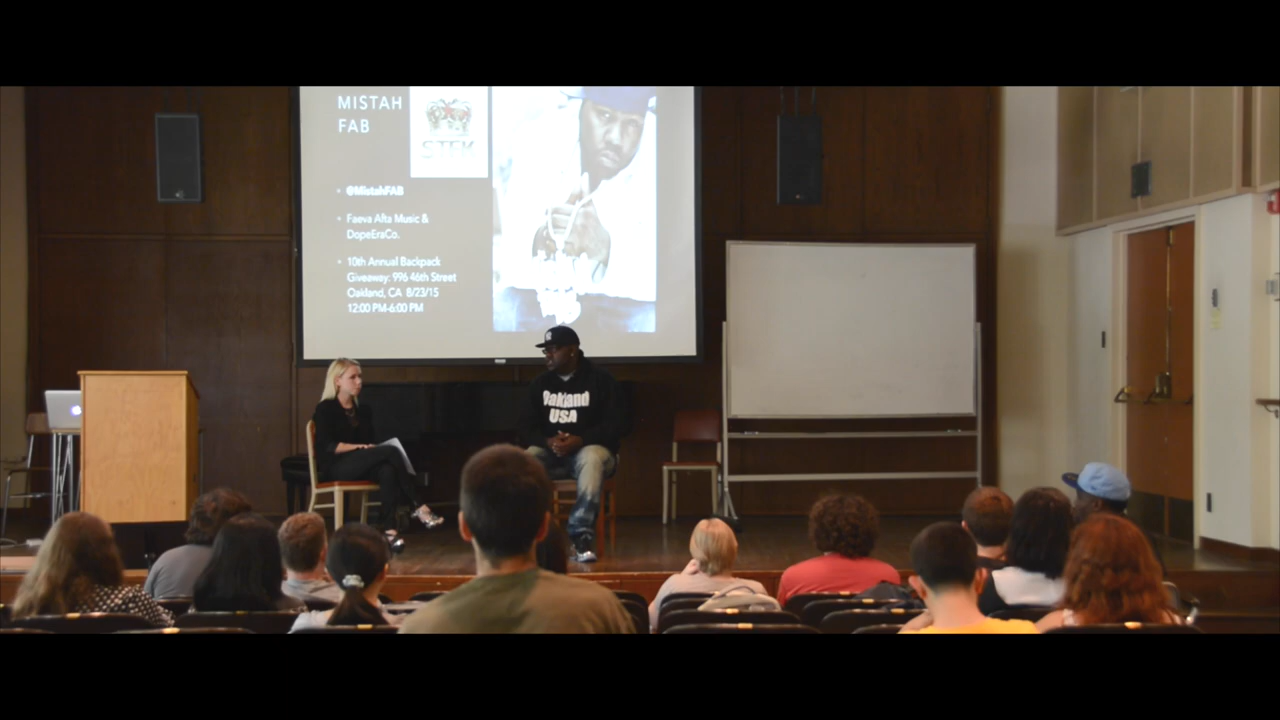 MISTAH
FAB
STFK
• @MistahFAB
• Faeva Afta Music &
DopeEraCo.
• 10th Annual Backpack
Giveaway: 996 46th Street
Oakland, CA 8/23/15
12:00 PM-6:00 PM
Oakland
USA